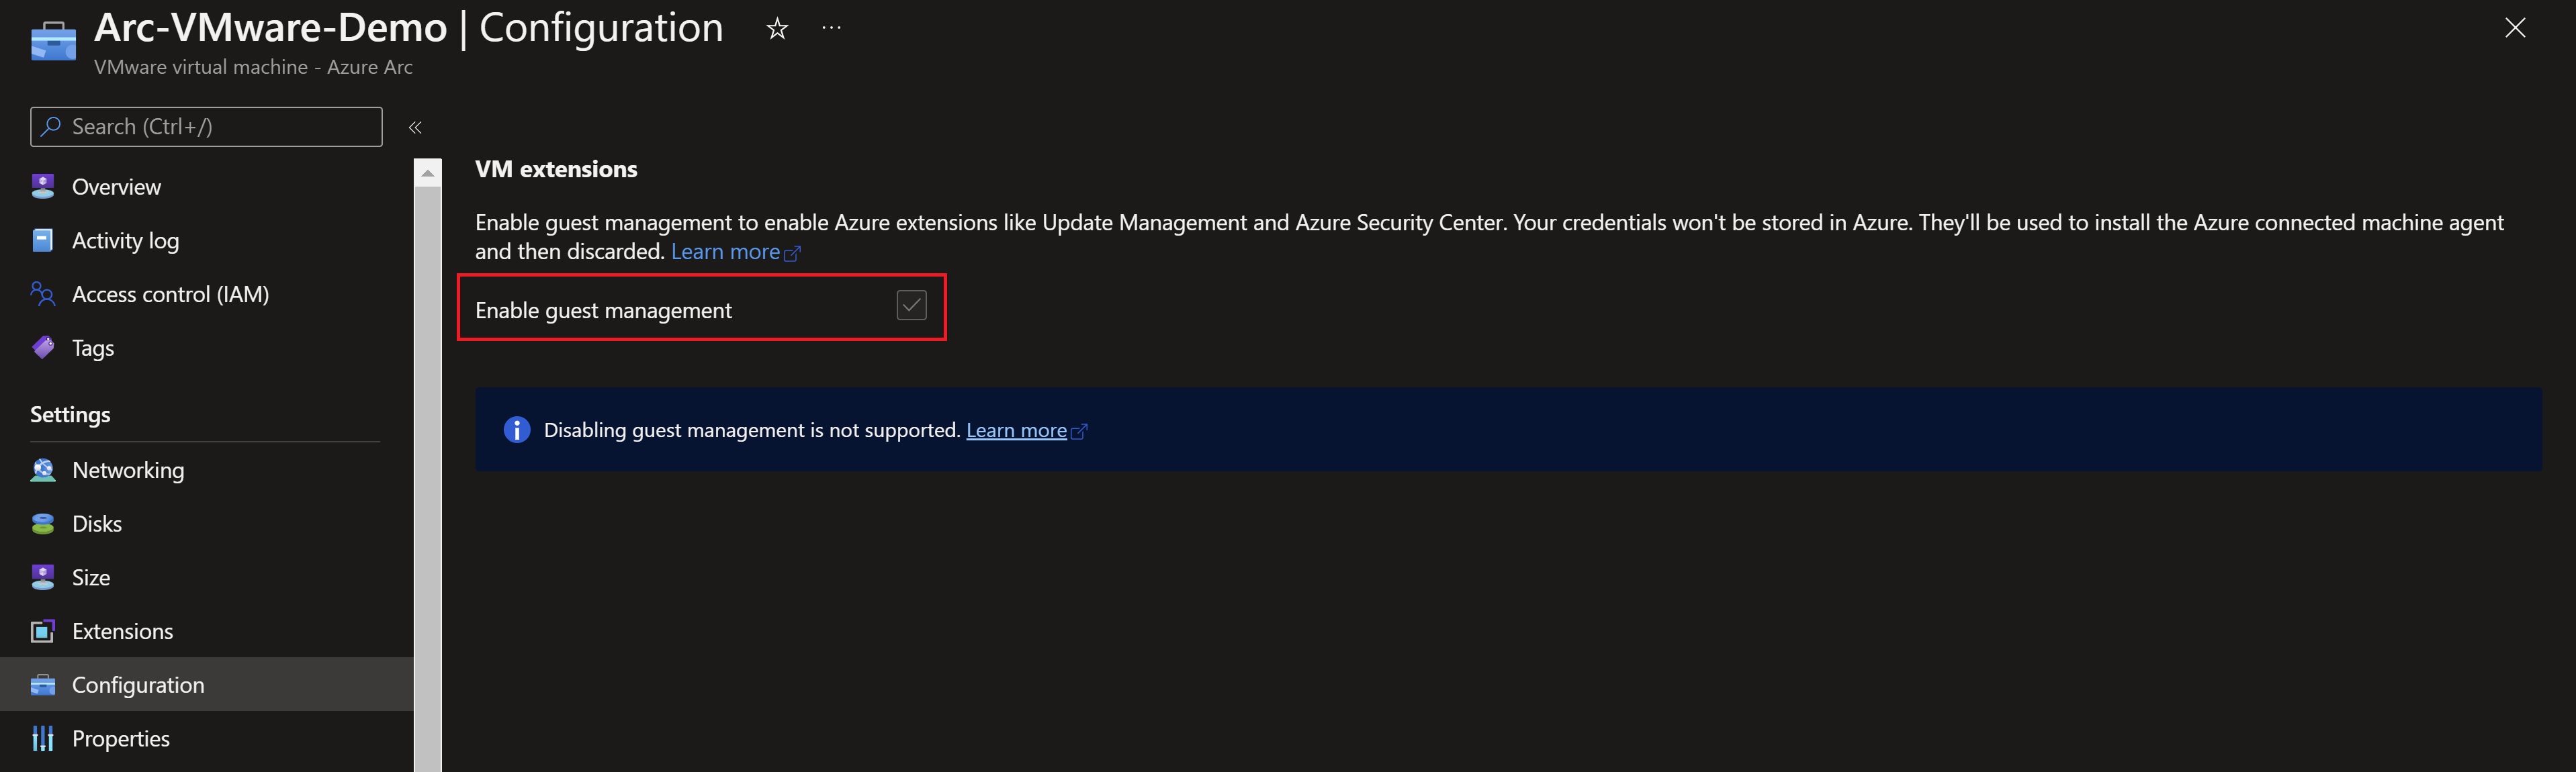 Arc-VMware-Demo | Configuration
VMware virtual machine - Azure Arc
Search (Ctrl+/)
Overview
Activity log
Access control (IAM)
Tags
Settings
Networking
Disks
Size
Extensions
Configuration
Properties
VM extensions
Enable guest management to enable Azure extensions like Update Management and Azure Security Center. Your credentials won't be stored in Azure. They'll be used to install the Azure connected machine agent
and then discarded. Learn more
Enable guest management
Disabling guest management is not supported. Learn more